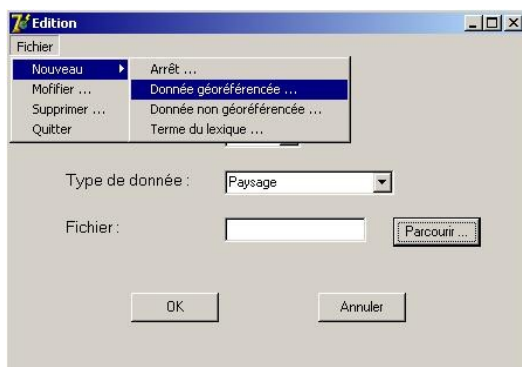 Edition
Fichier
Nouveau
Mofifier ...
Supprimer ...
Quitter
Arrêt ...
Donnée géoréférencée ...
Donnée non géoréférencée ...
Terme du lexique ...
Type de donnée :
Paysage
Fichier :
Parcourir ...
OK
Annuler